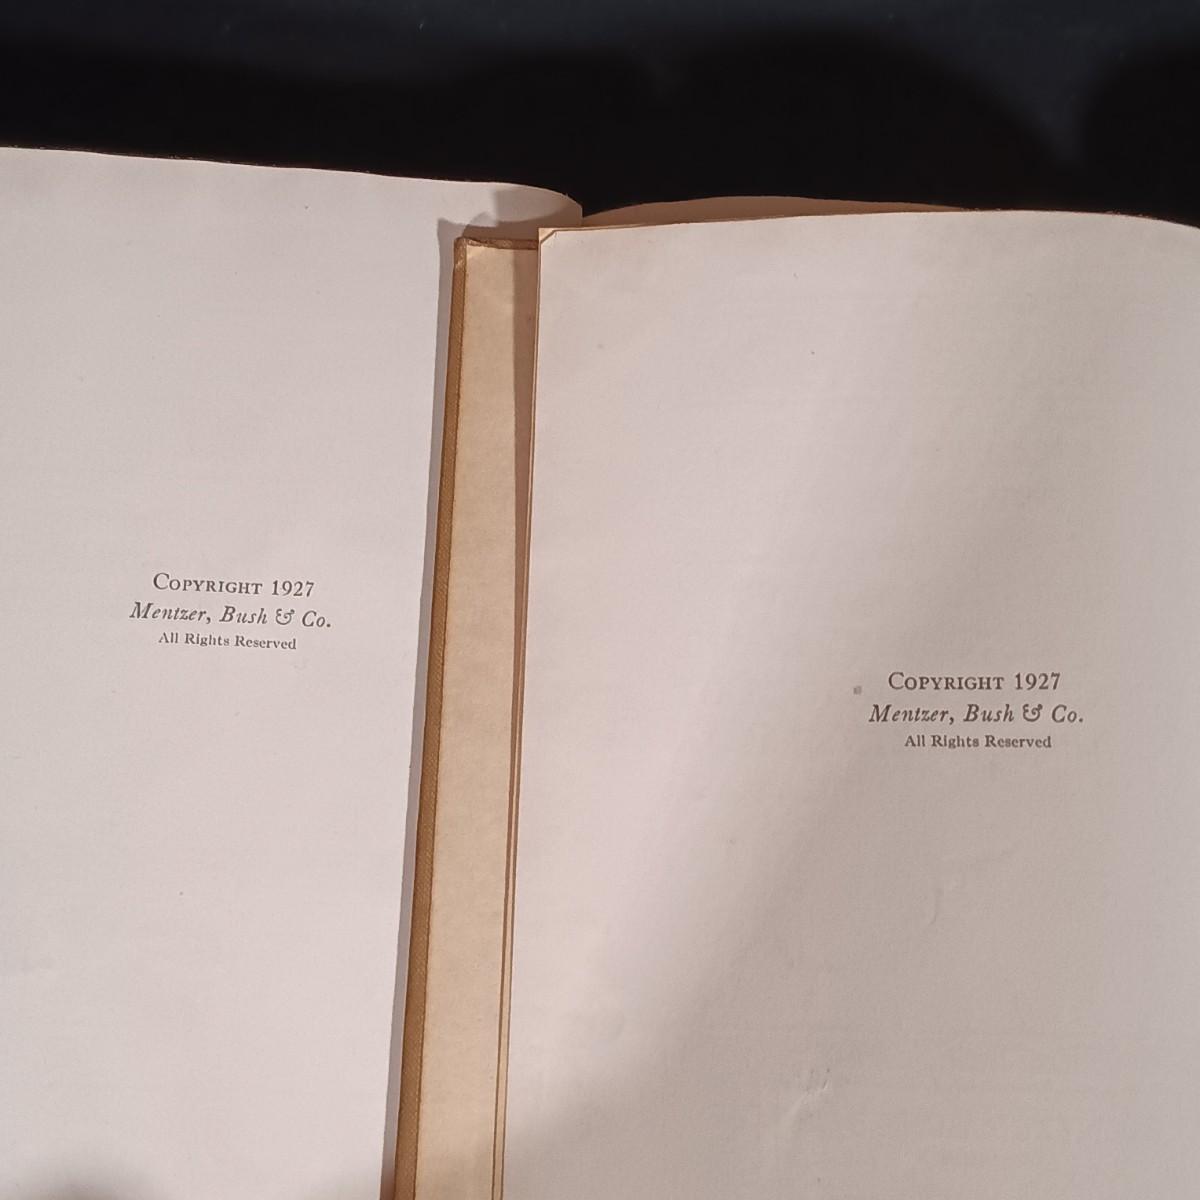 COPYRIGHT 1927
Mentzer, Bush & Co.
All Rights Reserved
COPYRIGHT 1927
Mentzer, Bush & Co.
All Rights Reserved